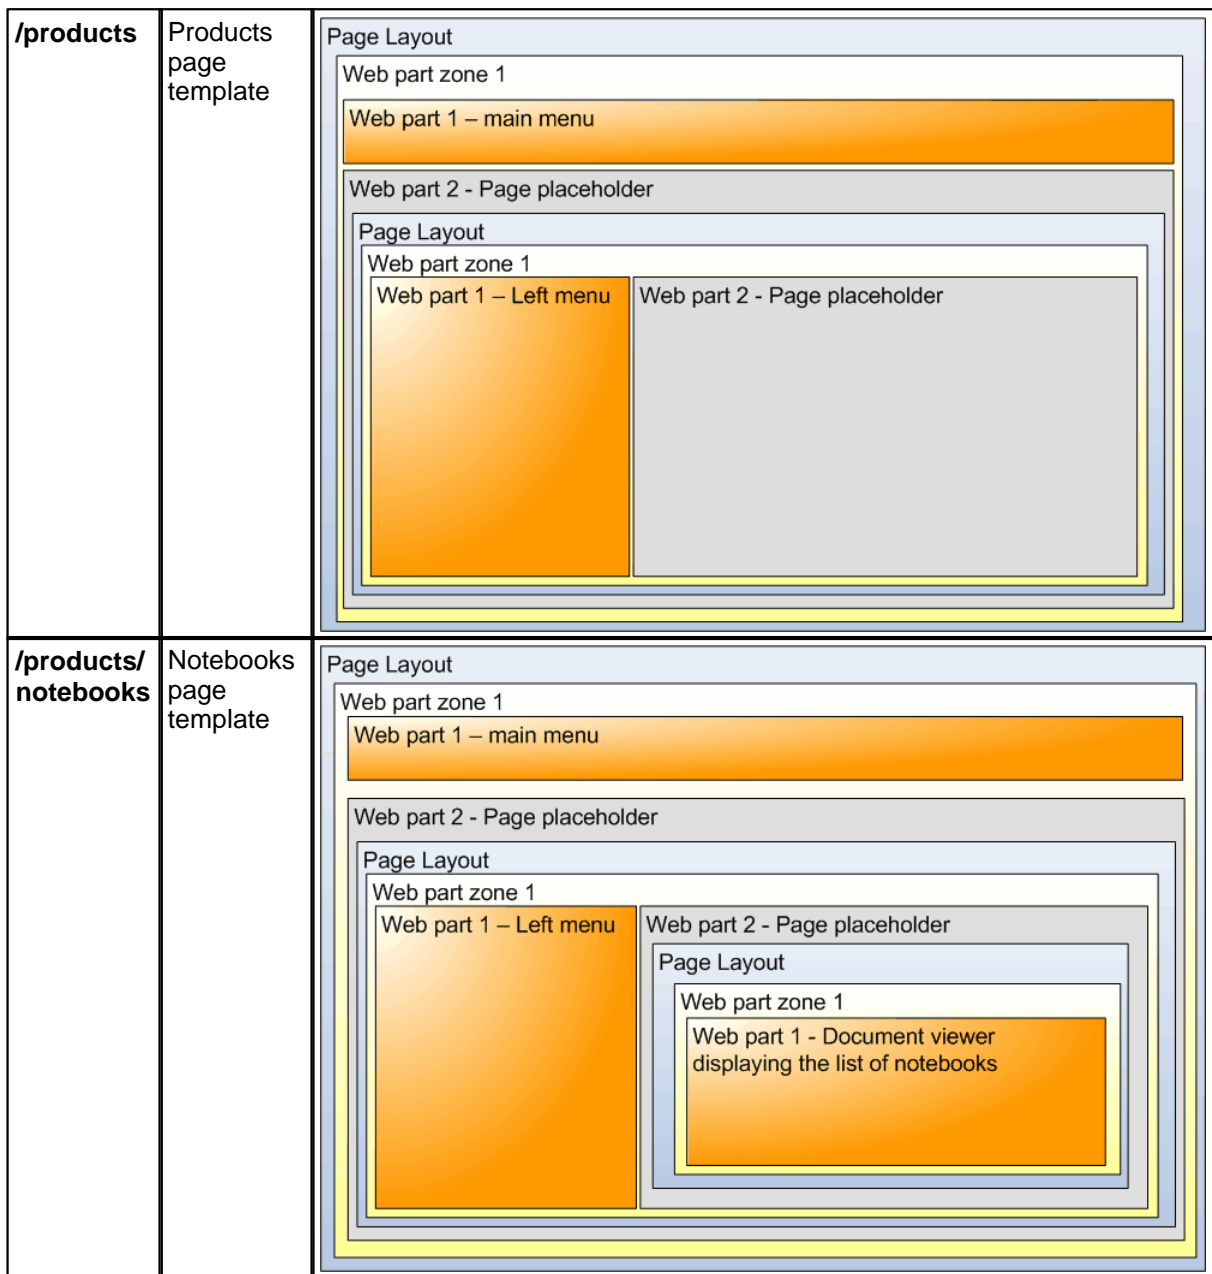 /products
Products
page
template
Page Layout
Web part zone 1
Web part 1 – main menu
Web part 2 - Page placeholder
Page Layout
Web part zone 1
Web part 1 – Left menu
Web part 2 - Page placeholder
/products/
notebooks
Notebooks
page
template
Page Layout
Web part zone 1
Web part 1 – main menu
Web part 2 - Page placeholder
Page Layout
Web part zone 1
Web part 1 – Left menu
Web part 2 - Page placeholder
Page Layout
Web part zone 1
Web part 1 - Document viewer
displaying the list of notebooks